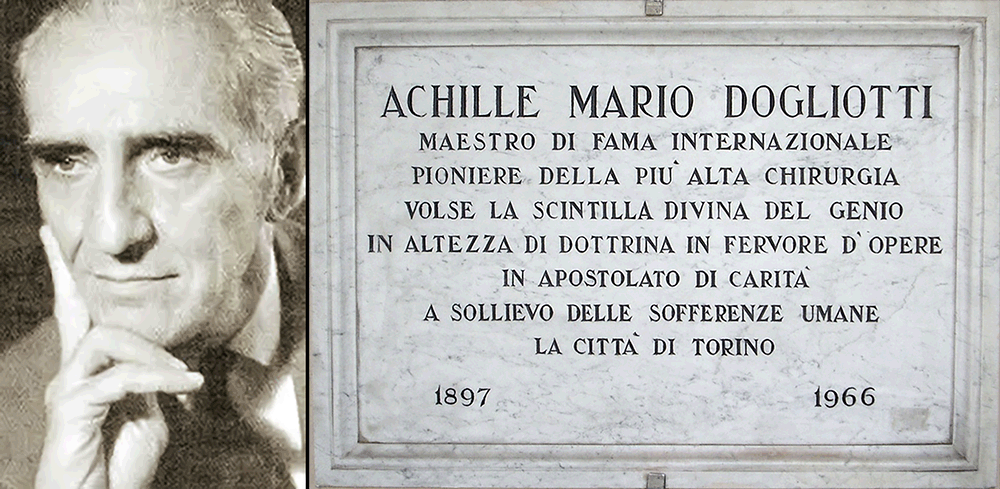 ACHILLE MARIO DOGLIOTTI
MAESTRO DI FAMA INTERNAZIONALE
PIONIERE DELLA PIÙ ALTA CHIRURGIA
VOLSE LA SCINTILLA DIVINA DEL GENIO
IN ALTEZZA DI DOTTRINA IN FERVORE D'OPERE
IN APOSTOLATO DI CARITÀ
A SOLLIEVO DELLE SOFFERENZE UMANE
LA CITTÀ DI TORINO
1897 1966